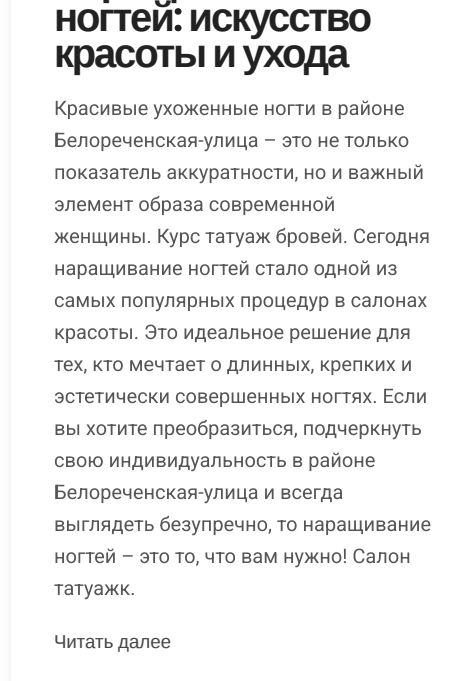 ногтей: искусство
красоты и ухода
Красивые ухоженные ногти в районе
Белореченская-улица – это не только
показатель аккуратности, но и важный
элемент образа современной
женщины. Курс татуаж бровей. Сегодня
наращивание ногтей стало одной из
самых популярных процедур в салонах
красоты. Это идеальное решение для
тех, кто мечтает о длинных, крепких и
эстетически совершенных ногтях. Если
вы хотите преобразиться, подчеркнуть
свою индивидуальность в районе
Белореченская-улица и всегда
выглядеть безупречно, то наращивание
ногтей – это то, что вам нужно! Салон
татуажк.
Читать далее